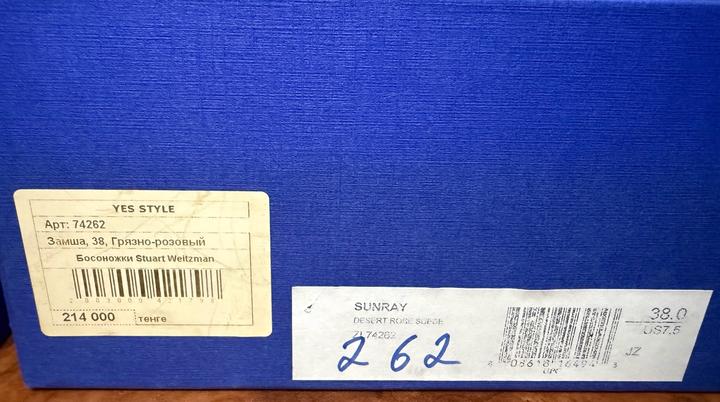 YES STYLE
Арт: 74262
Замша, 38, Грязно-розовый
Босоножки Stuart Weitzman
214 000 тенге
SUNRAY
DESERT ROSE SUEDE
ZL74262
262
38.0
US7.5
JZ
UPC